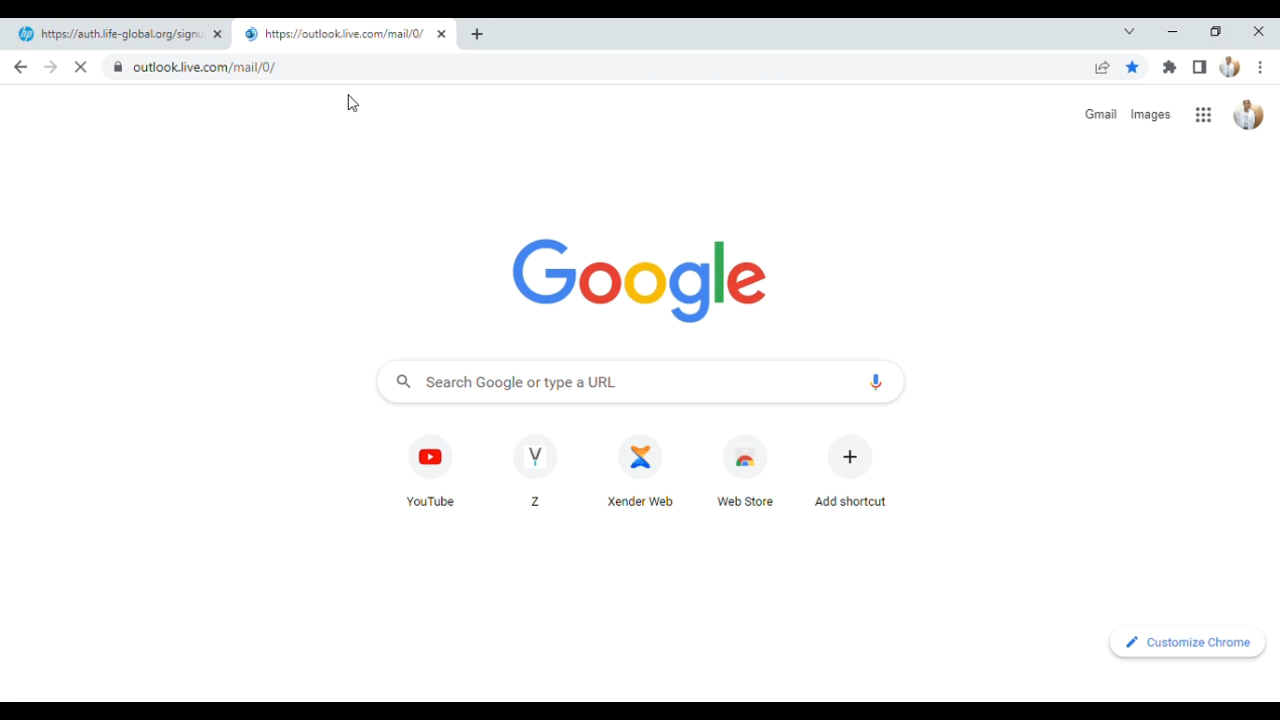 https://auth.life-global.org/signu
https://outlook.live.com/mail/0/
outlook.live.com/mail/0/
Gmail Images
Google
Search Google or type a URL
YouTube Z Xender Web Web Store Add shortcut
Customize Chrome